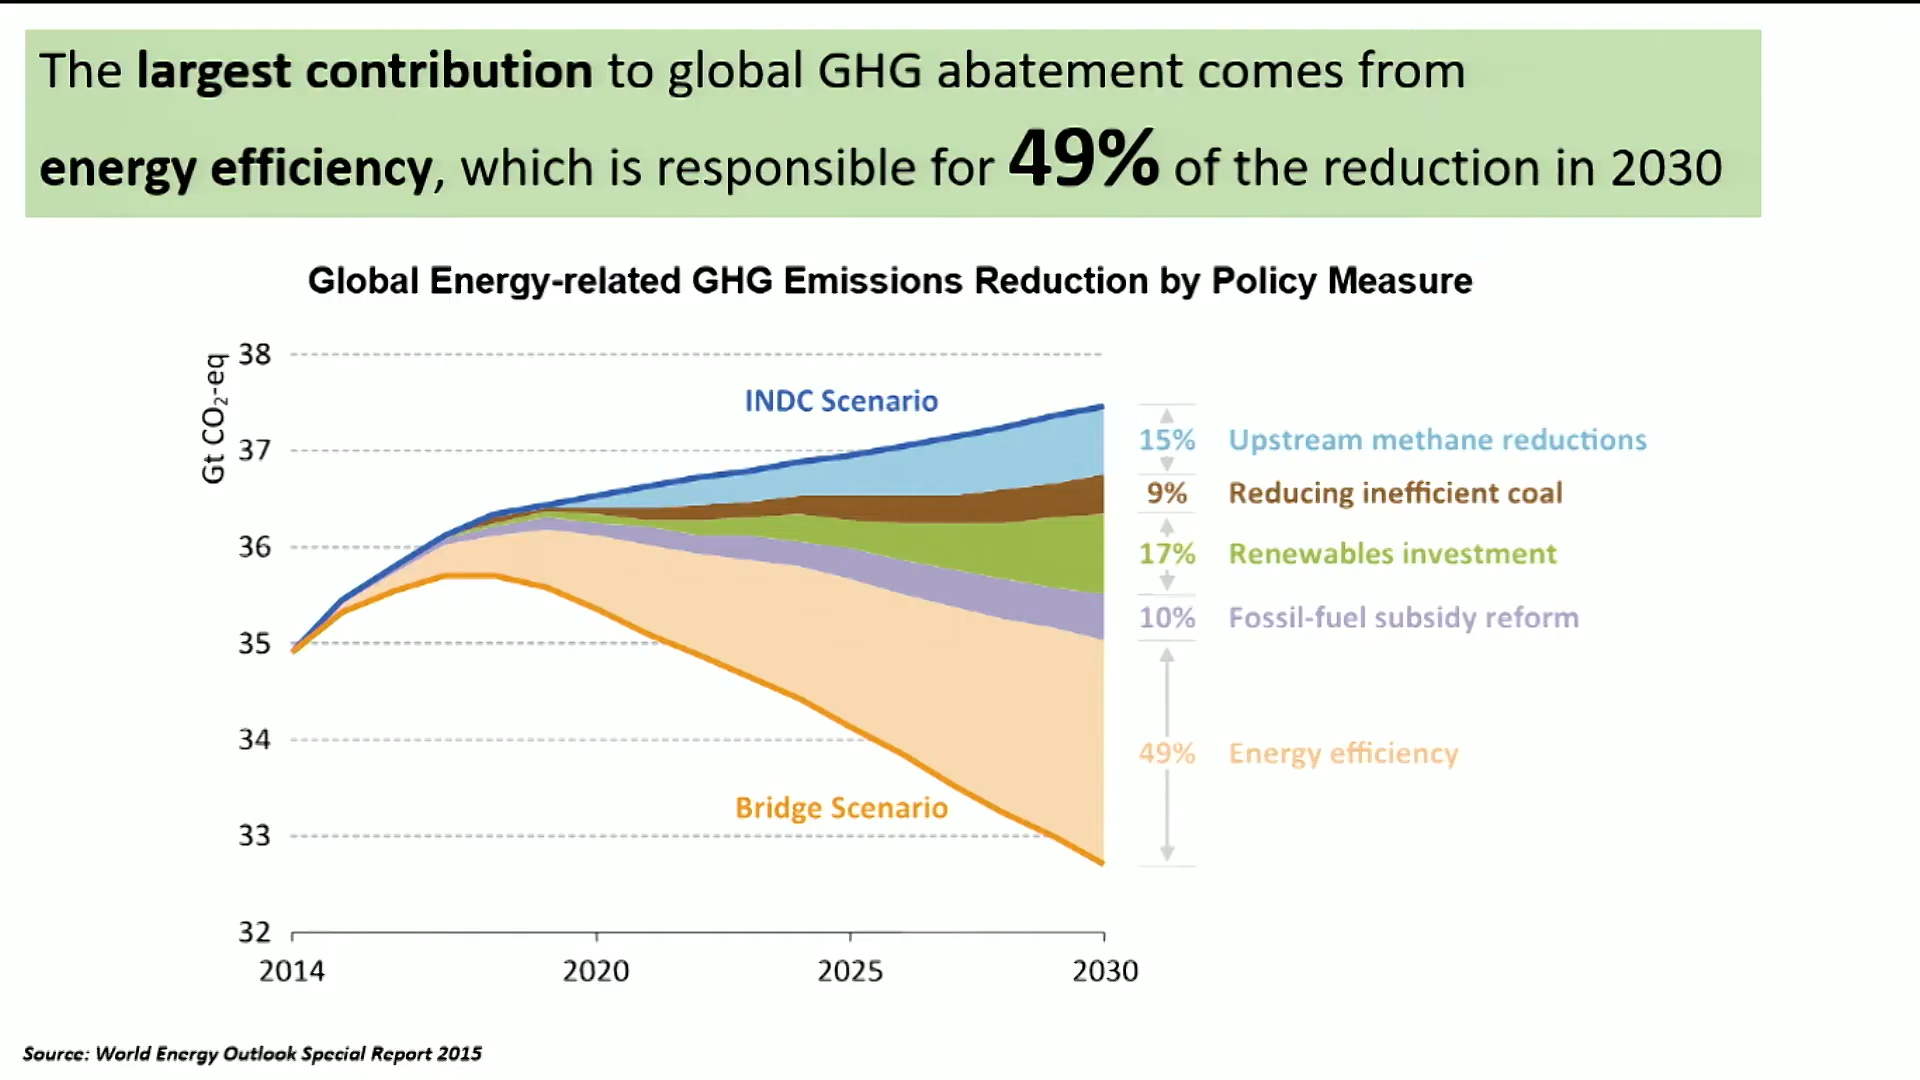 The largest contribution to global GHG abatement comes from
energy efficiency, which is responsible for 49% of the reduction in 2030
Global Energy-related GHG Emissions Reduction by Policy Measure
Gt CO₂-eq
38
37
36
35
34
33
32
2014
2020
2025
2030
INDC Scenario
Bridge Scenario
15% Upstream methane reductions
9% Reducing inefficient coal
17% Renewables investment
10% Fossil-fuel subsidy reform
49% Energy efficiency
Source: World Energy Outlook Special Report 2015